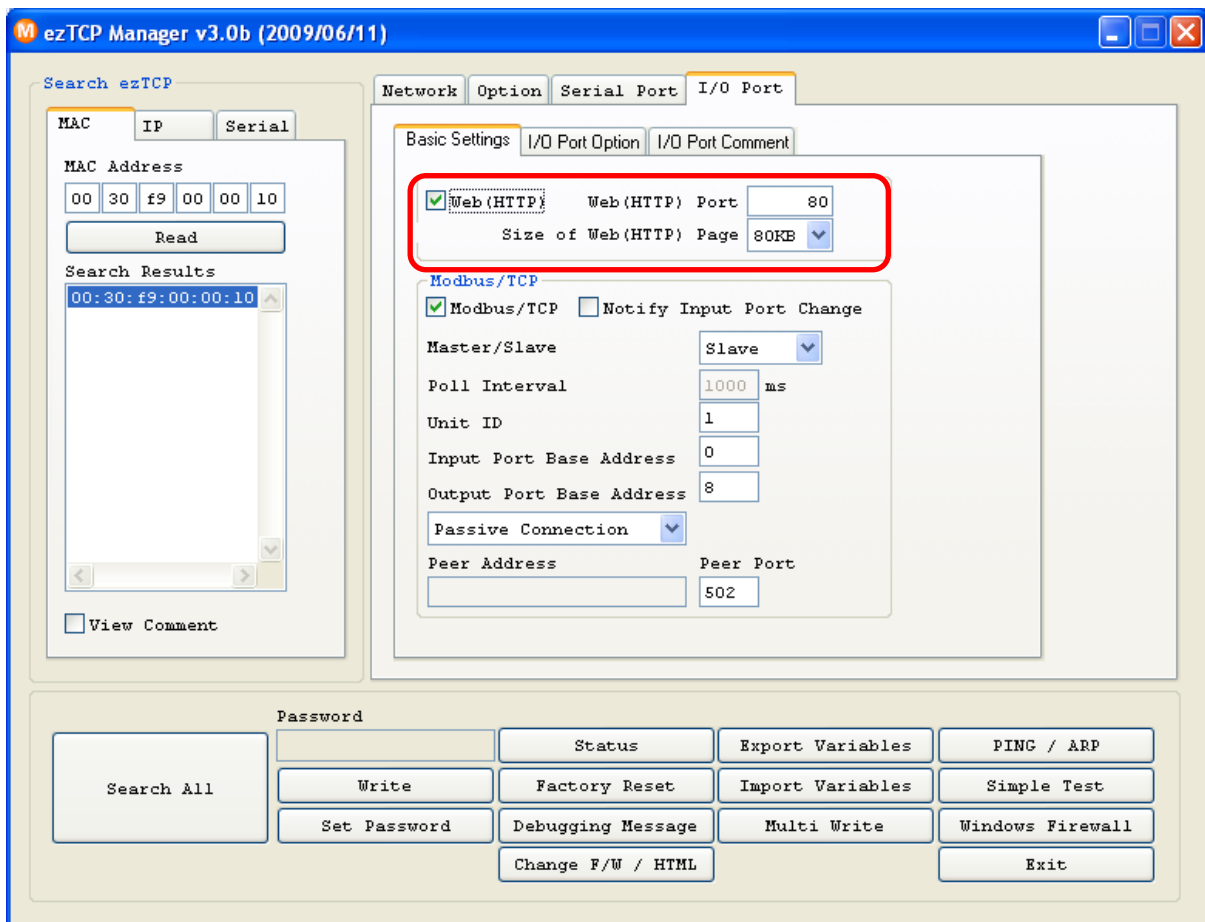 ezTCP Manager v3.0b (2009/06/11)
Search ezTCP
MAC IP Serial
MAC Address
00 30 f9 00 00 10
Read
Search Results
00:30:f9:00:00:10
View Comment
Network Option Serial Port I/O Port
Basic Settings I/O Port Option I/O Port Comment
Web(HTTP) Web(HTTP) Port 80
Size of Web(HTTP) Page 80KB
Modbus/TCP
Modbus/TCP Notify Input Port Change
Master/Slave Slave
Poll Interval 1000 ms
Unit ID 1
Input Port Base Address 0
Output Port Base Address 8
Passive Connection
Peer Address Peer Port
502
Password
Search All
Status Export Variables PING / ARP
Write Factory Reset Import Variables Simple Test
Set Password Debugging Message Multi Write Windows Firewall
Change F/W / HTML Exit